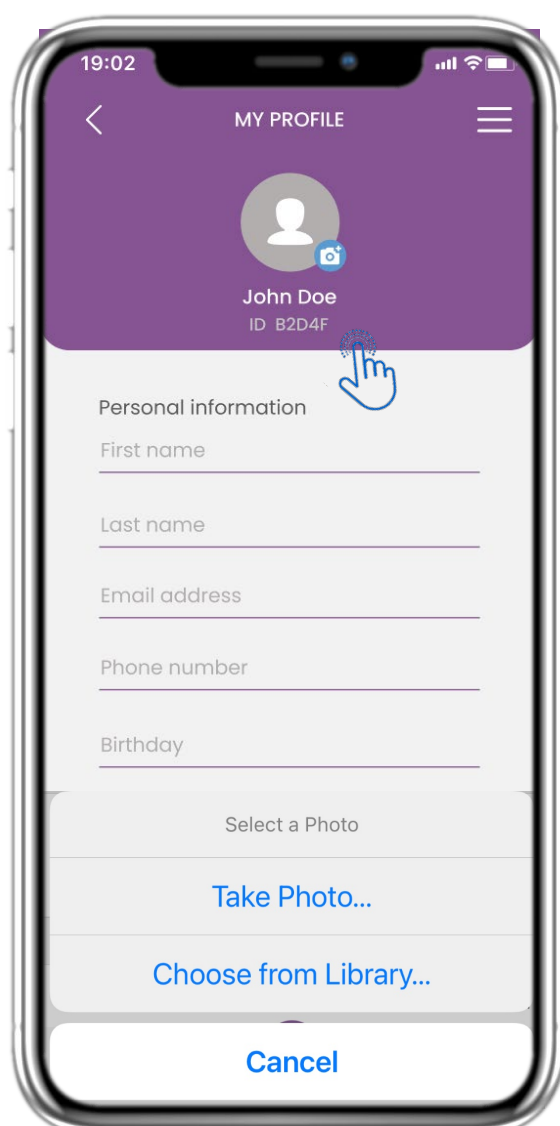 19:02
MY PROFILE
John Doe
ID B2D4F
Personal information
First name
Last name
Email address
Phone number
Birthday
Select a Photo
Take Photo...
Choose from Library...
Cancel